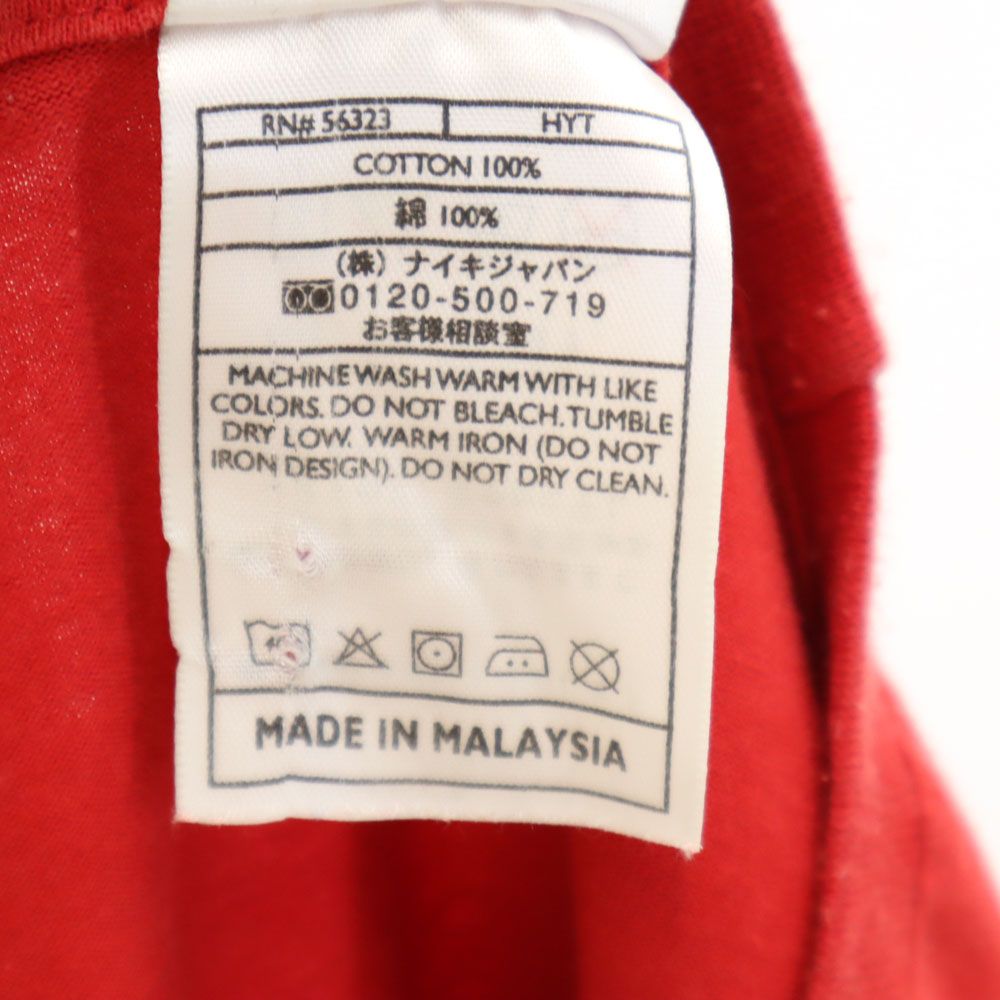 RN# 56323 HYT
COTTON 100%
綿 100%
(株) ナイキジャパン
0120-500-719
お客様相談室
MACHINE WASH WARM WITH LIKE
COLORS. DO NOT BLEACH. TUMBLE
DRY LOW. WARM IRON (DO NOT
IRON DESIGN). DO NOT DRY CLEAN.
MADE IN MALAYSIA